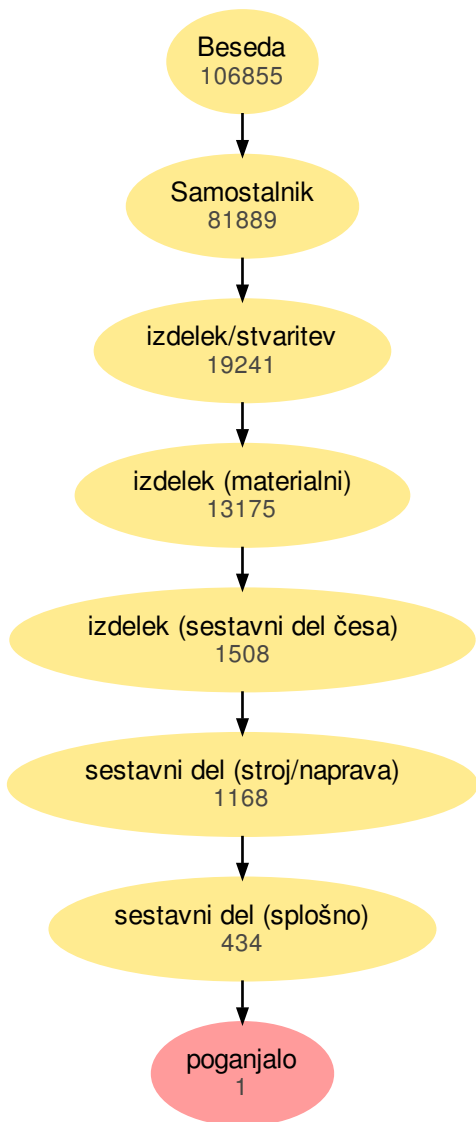 Beseda
106855
Samostalnik
81889
izdelek/stvaritev
19241
izdelek (materialni)
13175
izdelek (sestavni del česa)
1508
sestavni del (stroj/naprava)
1168
sestavni del (splošno)
434
poganjalo
1